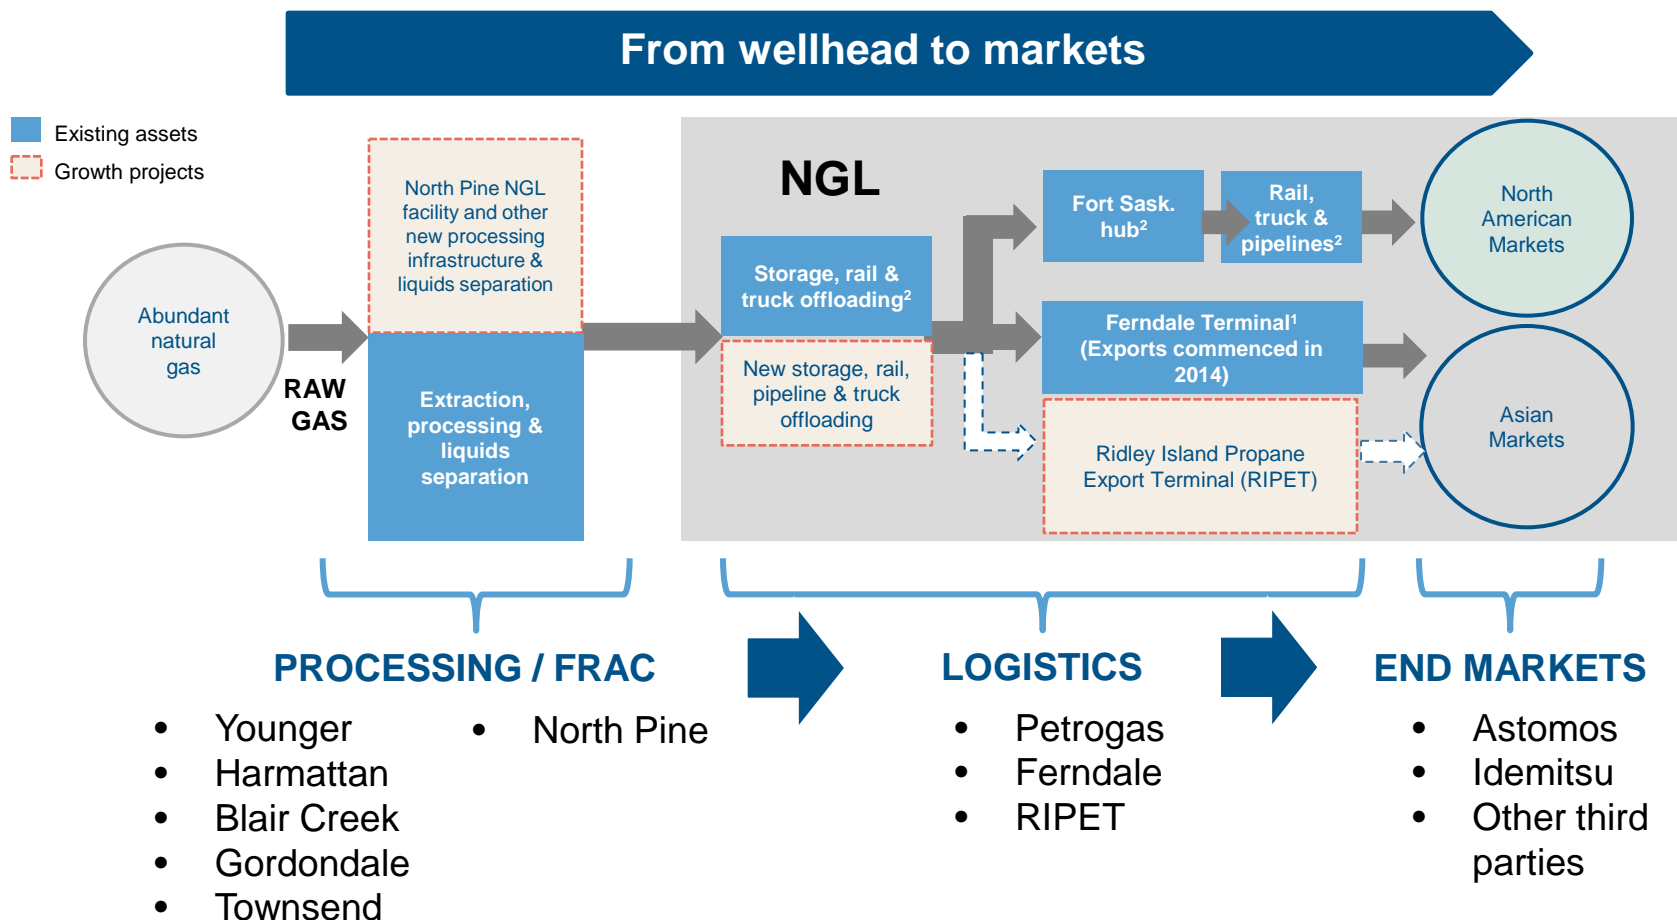 From wellhead to markets
Existing assets
Growth projects
North Pine NGL
facility and other
new processing
infrastructure &
liquids separation
NGL
Fort Sask.
hub²
Rail,
truck &
pipelines²
North
American
Markets
Storage, rail &
truck offloading²
Abundant
natural
gas
RAW
GAS
Extraction,
processing &
liquids
separation
New storage, rail,
pipeline & truck
offloading
Ferndale Terminal¹
(Exports commenced in
2014)
Ridley Island Propane
Export Terminal (RIPET)
Asian
Markets
PROCESSING / FRAC
LOGISTICS
END MARKETS
• Younger
• Harmattan
• Blair Creek
• Gordondale
• Townsend
• North Pine
• Petrogas
• Ferndale
• RIPET
• Astomos
• Idemitsu
• Other third
parties